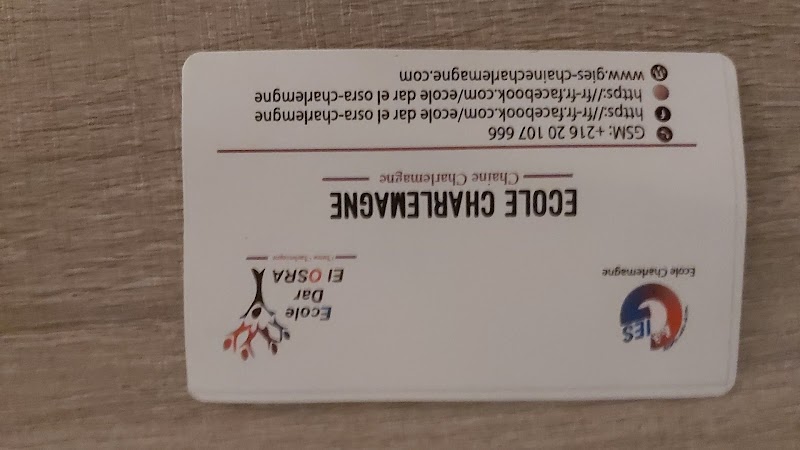 IES
Ecole Charlemagne
Ecole
Dar
El OSRA
ECOLE CHARLEMAGNE
Chaine Charlemagne
GSM: +216 20 107 666
https://fr-fr.facebook.com/ecole dar el osra-charlemgne
https://fr-fr.facebook.com/ecole dar el osra-charlemgne
www.gies-chainecharlemagne.com